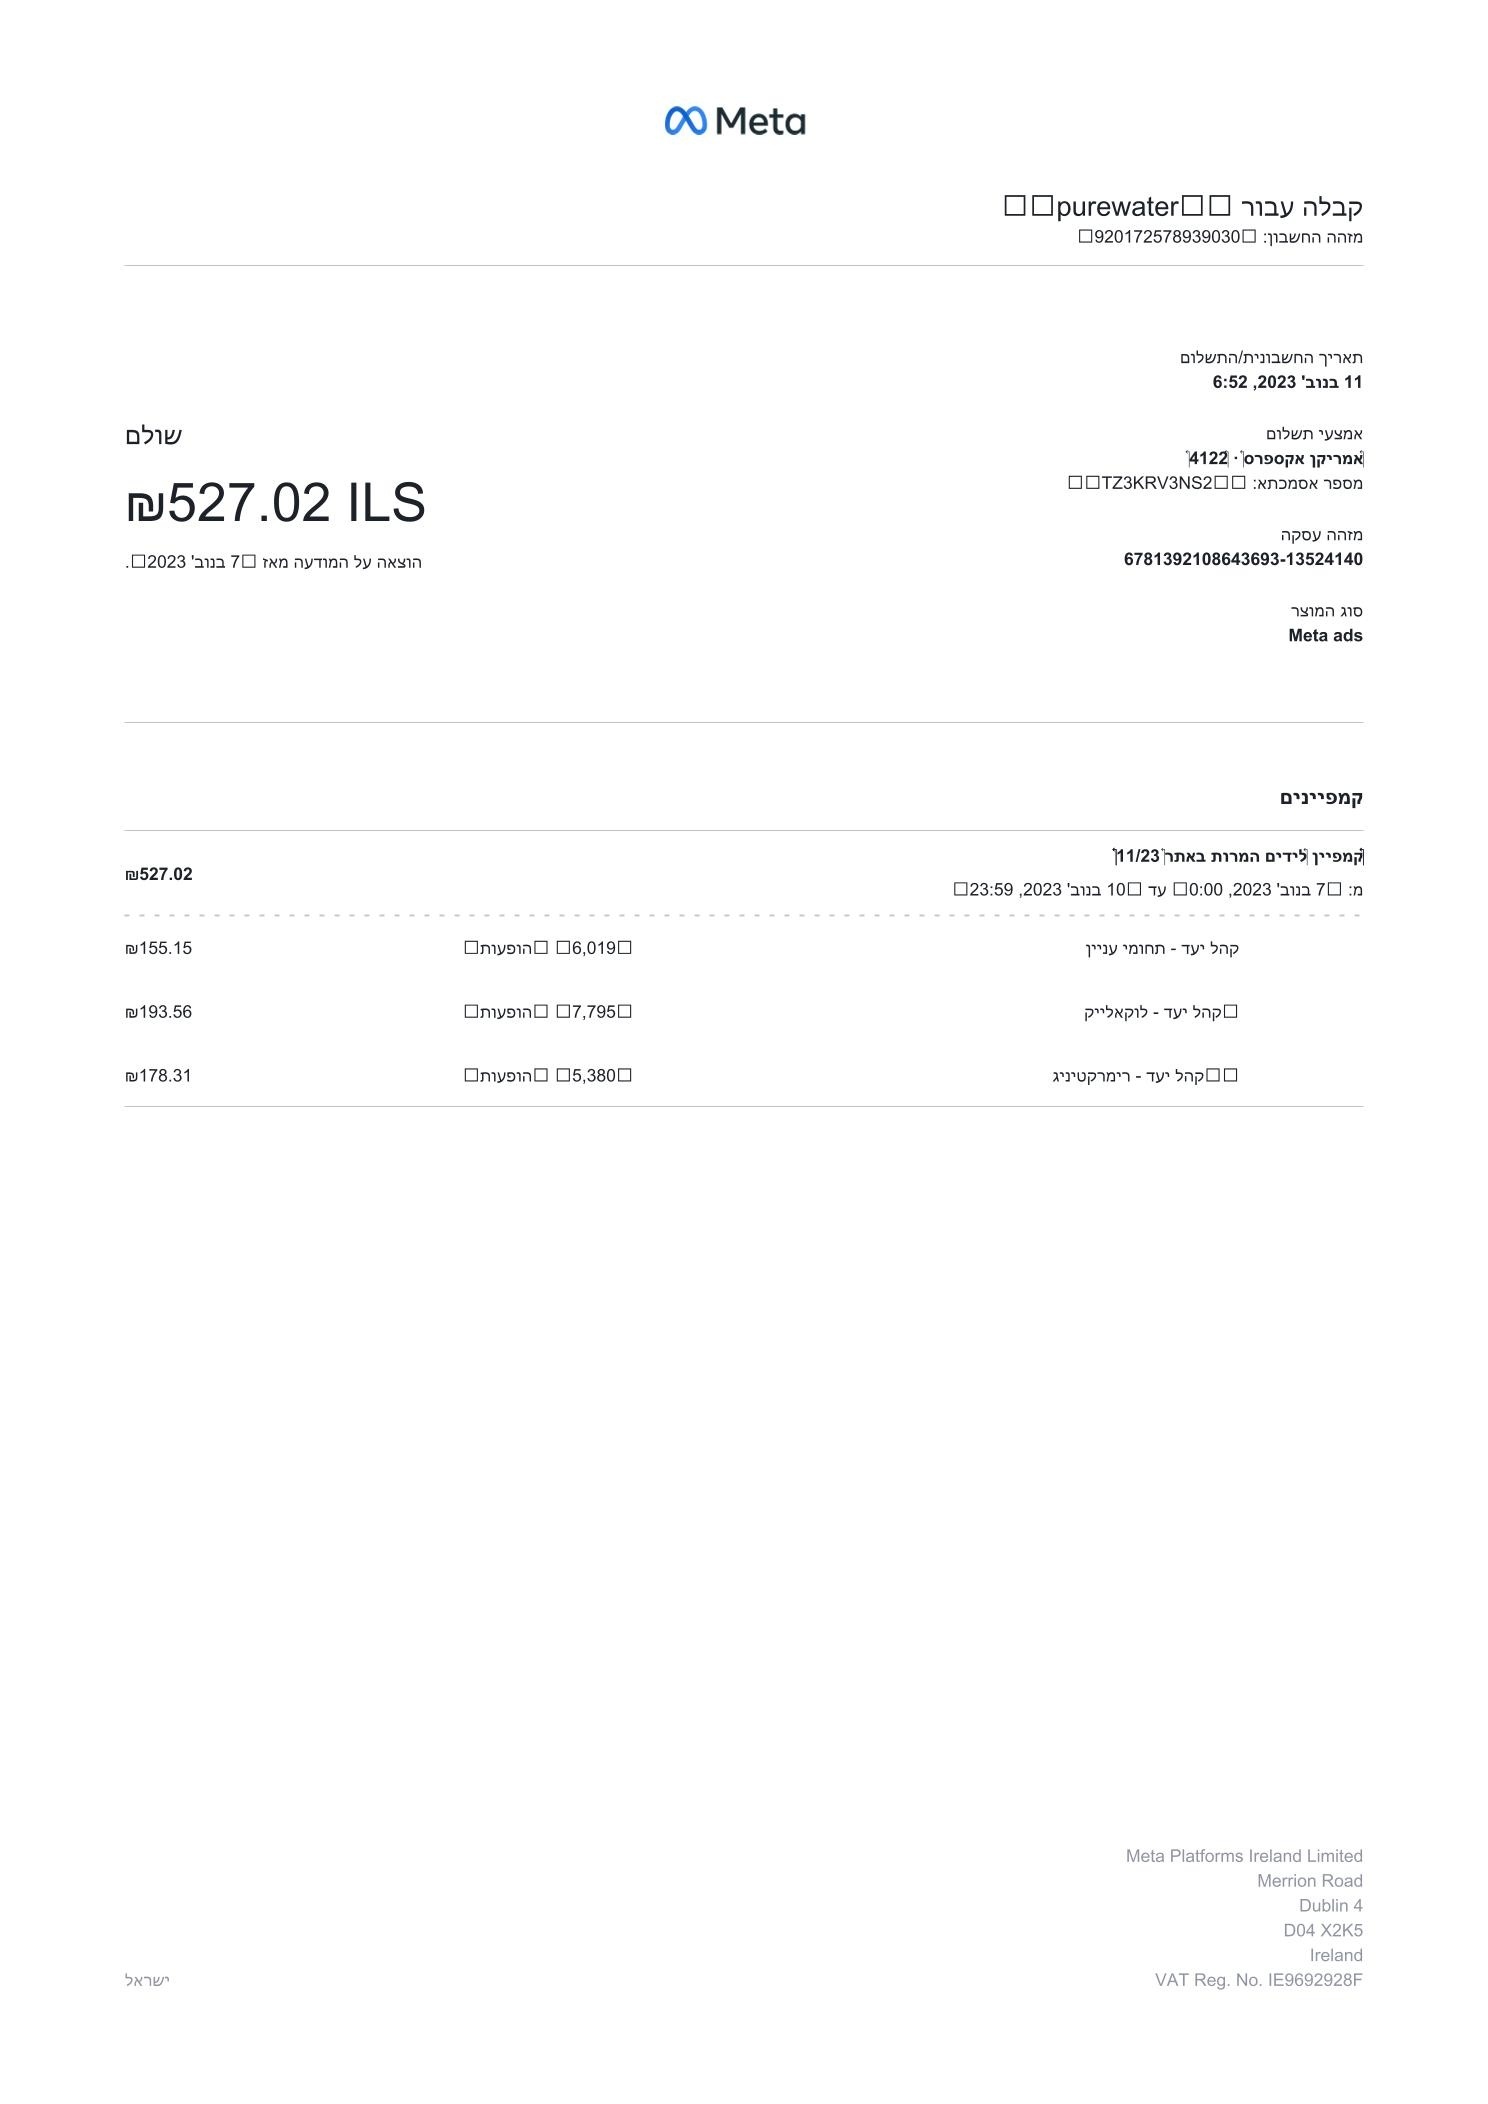 Meta
קבלה עבור purewater
מזהה החשבון: 920172578939030
תאריך החשבונית/התשלום
11 בנוב' 2023, 6:52
אמצעי תשלום
אמריקן אקספרס · 4122
מספר אסמכתא: TZ3KRV3NS2
מזהה עסקה
6781392108643693-13524140
סוג המוצר
Meta ads
שולם
₪527.02 ILS
הוצאה על המודעה מאז 7 בנוב' 2023.
קמפיינים
קמפיין לידים המרות באתר 11/23
מ: 7 בנוב' 2023, 0:00 עד 10 בנוב' 2023, 23:59
₪527.02
קהל יעד - תחומי עניין 6,019 הופעות ₪155.15
קהל יעד - לוקאלייק 7,795 הופעות ₪193.56
קהל יעד - רימרקטיניג 5,380 הופעות ₪178.31
Meta Platforms Ireland Limited
Merrion Road
Dublin 4
D04 X2K5
Ireland
VAT Reg. No. IE9692928F
ישראל